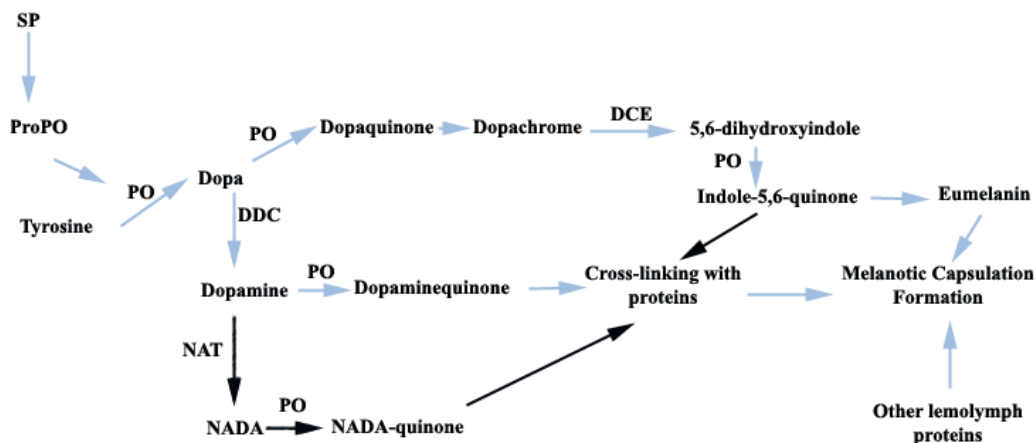 SP
ProPO
PO
Tyrosine
Dopa
PO
Dopaquinone
Dopachrome
DCE
5,6-dihydroxyindole
PO
Indole-5,6-quinone
Eumelanin
DDC
Dopamine
PO
Dopaminequinone
Cross-linking with
proteins
Melanotic Capsulation
Formation
NAT
NADA
PO
NADA-quinone
Other lemolymph
proteins